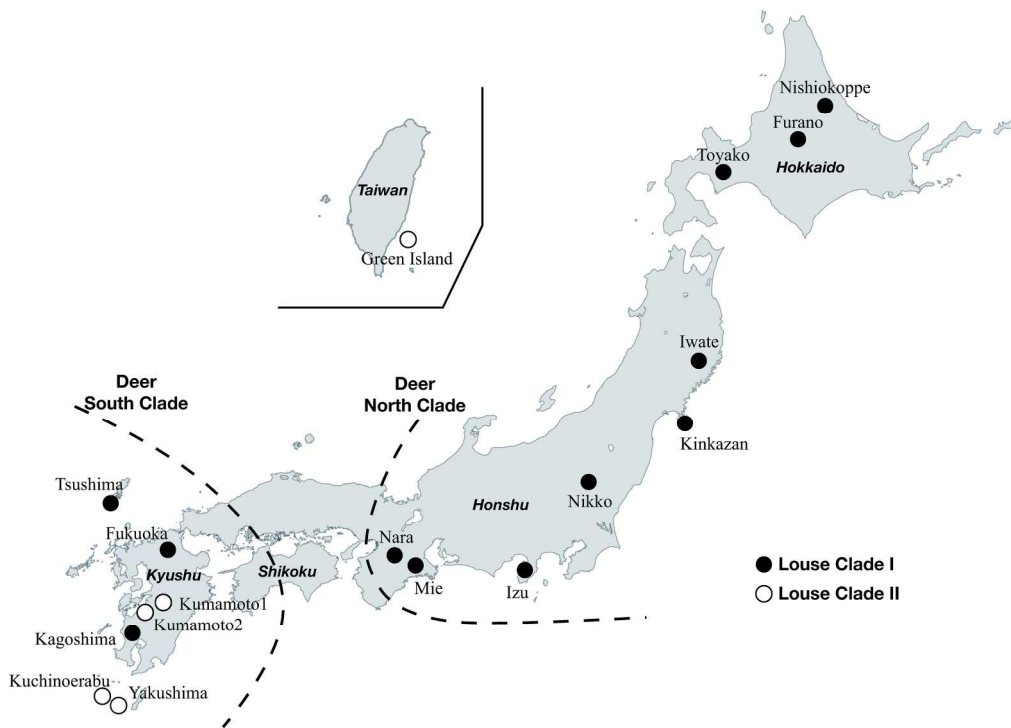 Nishiokoppe
Furano
Toyako
Hokkaido
Taiwan
Green Island
Iwate
Deer
South Clade
Deer
North Clade
Kinkazan
Tsushima
Nikko
Honshu
Fukuoka
Nara
Kyushu
Shikoku
Mie
Izu
Louse Clade I
Louse Clade II
Kumamoto1
Kumamoto2
Kagoshima
Kuchinoerabu
Yakushima